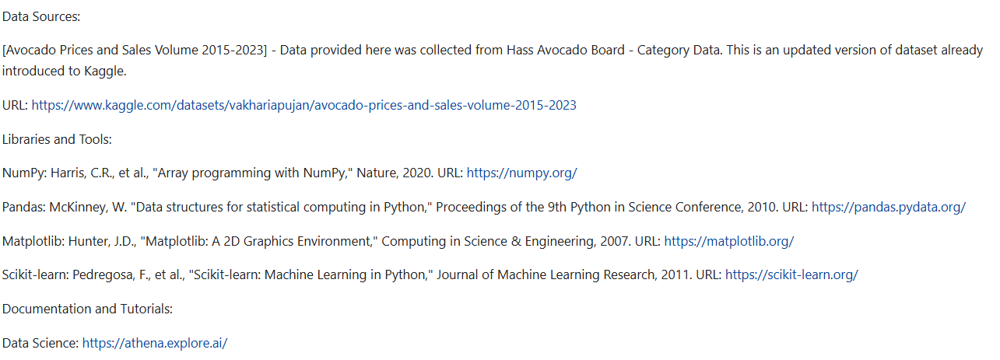 Data Sources:
[Avocado Prices and Sales Volume 2015-2023] - Data provided here was collected from Hass Avocado Board - Category Data. This is an updated version of dataset already
introduced to Kaggle.
URL: https://www.kaggle.com/datasets/vakhariapujan/avocado-prices-and-sales-volume-2015-2023
Libraries and Tools:
NumPy: Harris, C.R., et al., "Array programming with NumPy," Nature, 2020. URL: https://numpy.org/
Pandas: McKinney, W. "Data structures for statistical computing in Python," Proceedings of the 9th Python in Science Conference, 2010. URL: https://pandas.pydata.org/
Matplotlib: Hunter, J.D., "Matplotlib: A 2D Graphics Environment," Computing in Science & Engineering, 2007. URL: https://matplotlib.org/
Scikit-learn: Pedregosa, F., et al., "Scikit-learn: Machine Learning in Python," Journal of Machine Learning Research, 2011. URL: https://scikit-learn.org/
Documentation and Tutorials:
Data Science: https://athena.explore.ai/